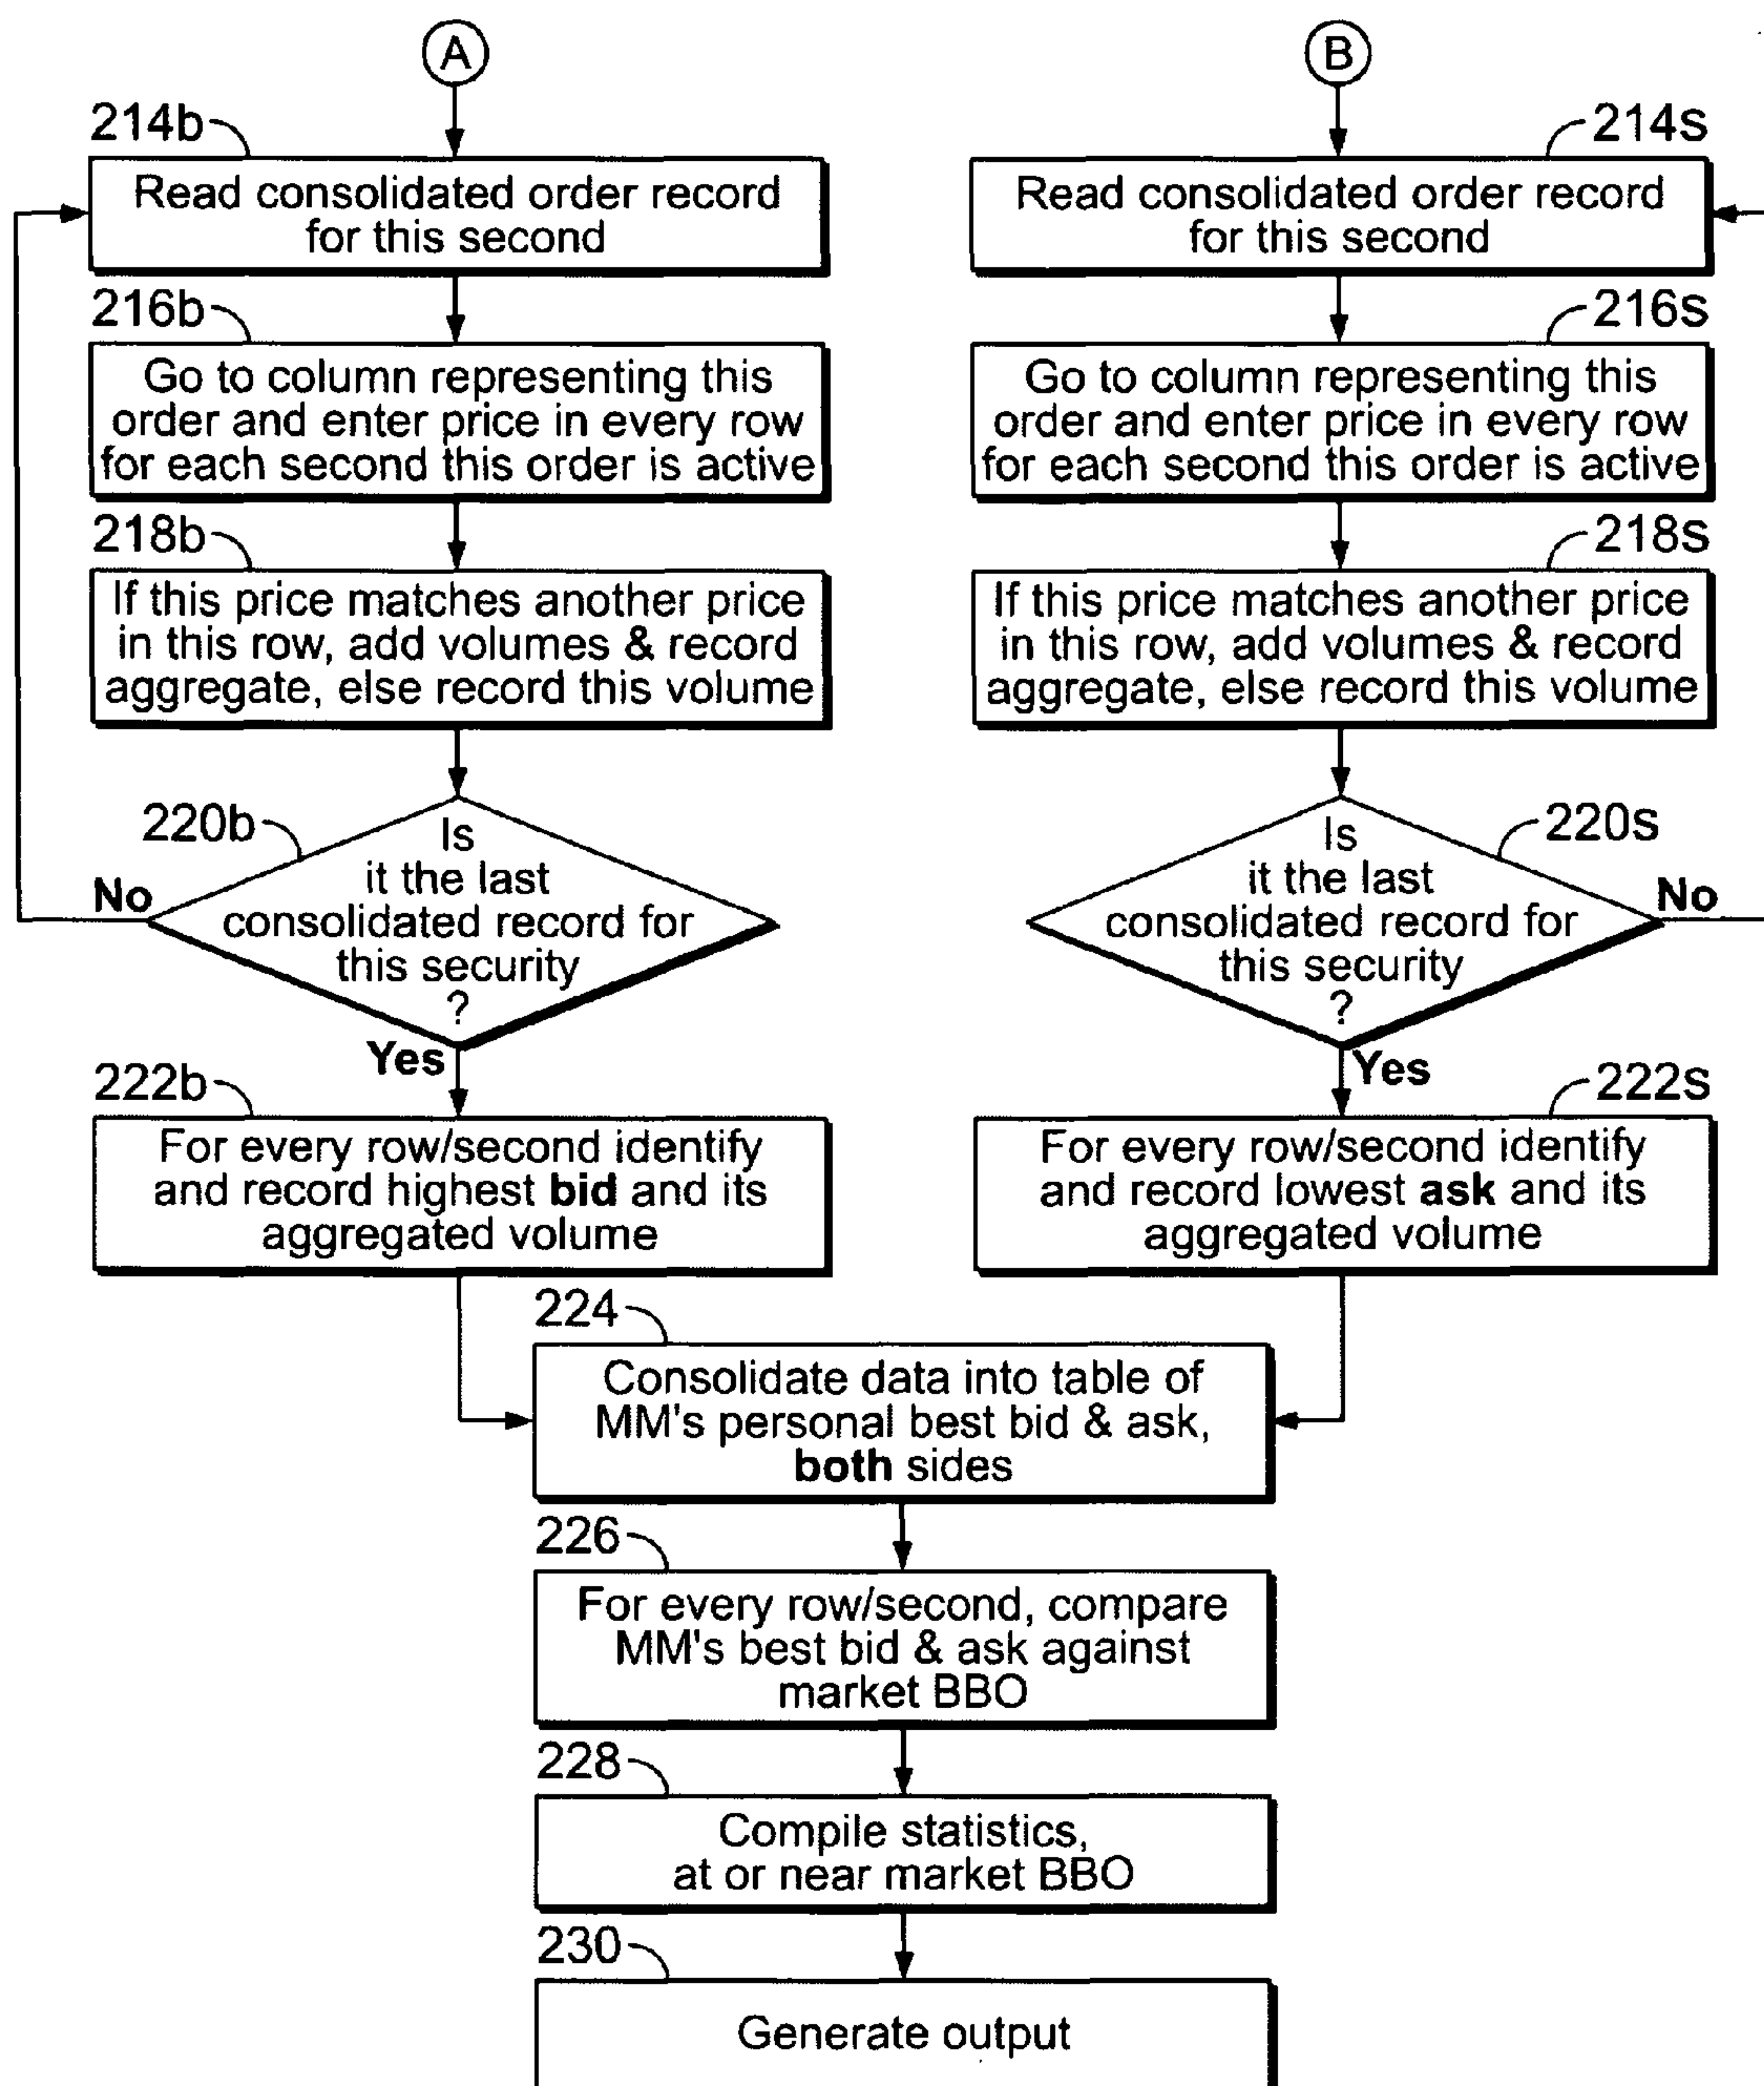 A
214b
Read consolidated order record
for this second
216b
Go to column representing this
order and enter price in every row
for each second this order is active
218b
If this price matches another price
in this row, add volumes & record
aggregate, else record this volume
220b
Is
it the last
consolidated record for
this security
?
No
Yes
222b
For every row/second identify
and record highest bid and its
aggregated volume
B
214s
Read consolidated order record
for this second
216s
Go to column representing this
order and enter price in every row
for each second this order is active
218s
If this price matches another price
in this row, add volumes & record
aggregate, else record this volume
220s
Is
it the last
consolidated record for
this security
?
No
Yes
222s
For every row/second identify
and record lowest ask and its
aggregated volume
224
Consolidate data into table of
MM's personal best bid & ask,
both sides
226
For every row/second, compare
MM's best bid & ask against
market BBO
228
Compile statistics,
at or near market BBO
230
Generate output